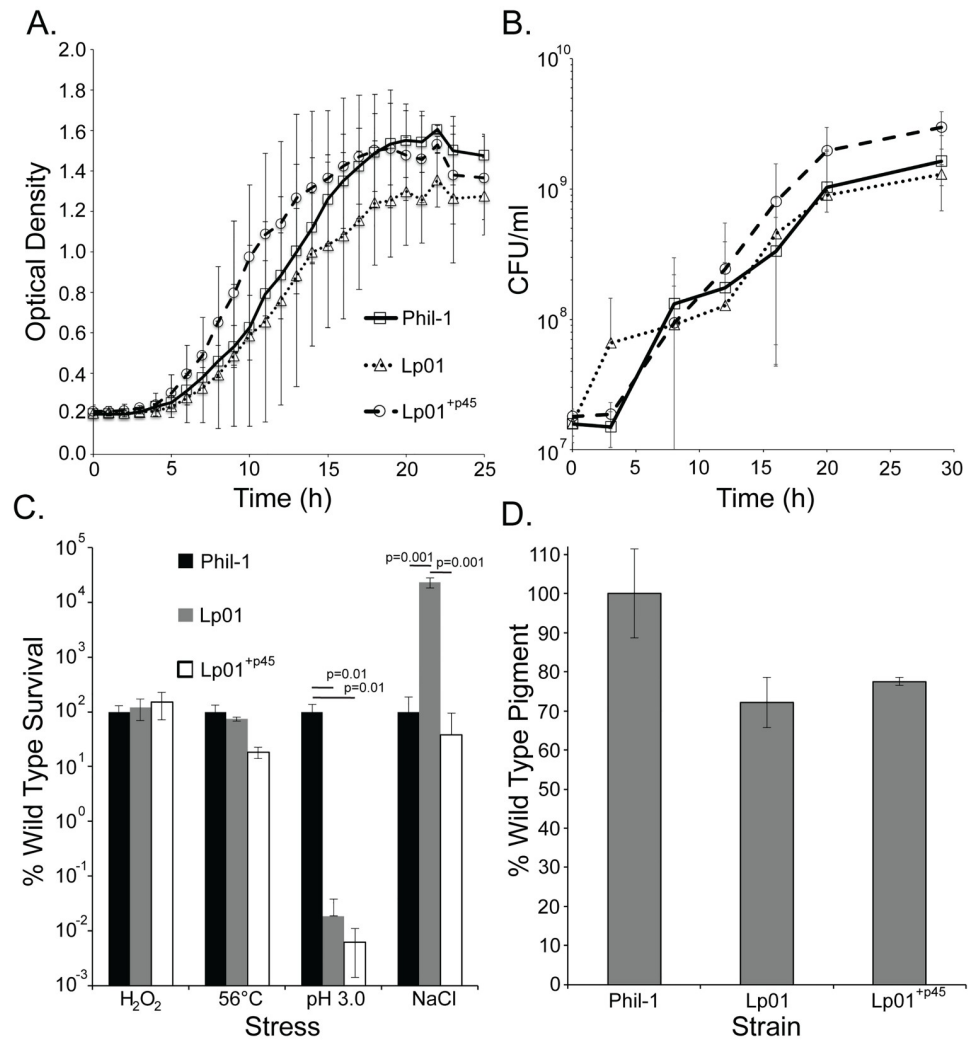 A.
2.0
1.8
1.6
1.4
1.2
1.0
0.8
0.6
0.4
0.2
0.0
Optical Density
0 5 10 15 20 25
Time (h)
Phil-1
Lp01
Lp01+p45
B.
10^10
10^9
10^8
10^7
CFU/ml
0 5 10 15 20 25 30
Time (h)
C.
10^5
10^4
10^3
10^2
10^1
10^0
10^-1
10^-2
10^-3
% Wild Type Survival
Phil-1
Lp01
Lp01+p45
p=0.001
p=0.001
p=0.01
p=0.01
H2O2 56°C pH 3.0 NaCl
Stress
D.
110
100
90
80
70
60
50
40
30
20
10
0
% Wild Type Pigment
Phil-1 Lp01 Lp01+p45
Strain